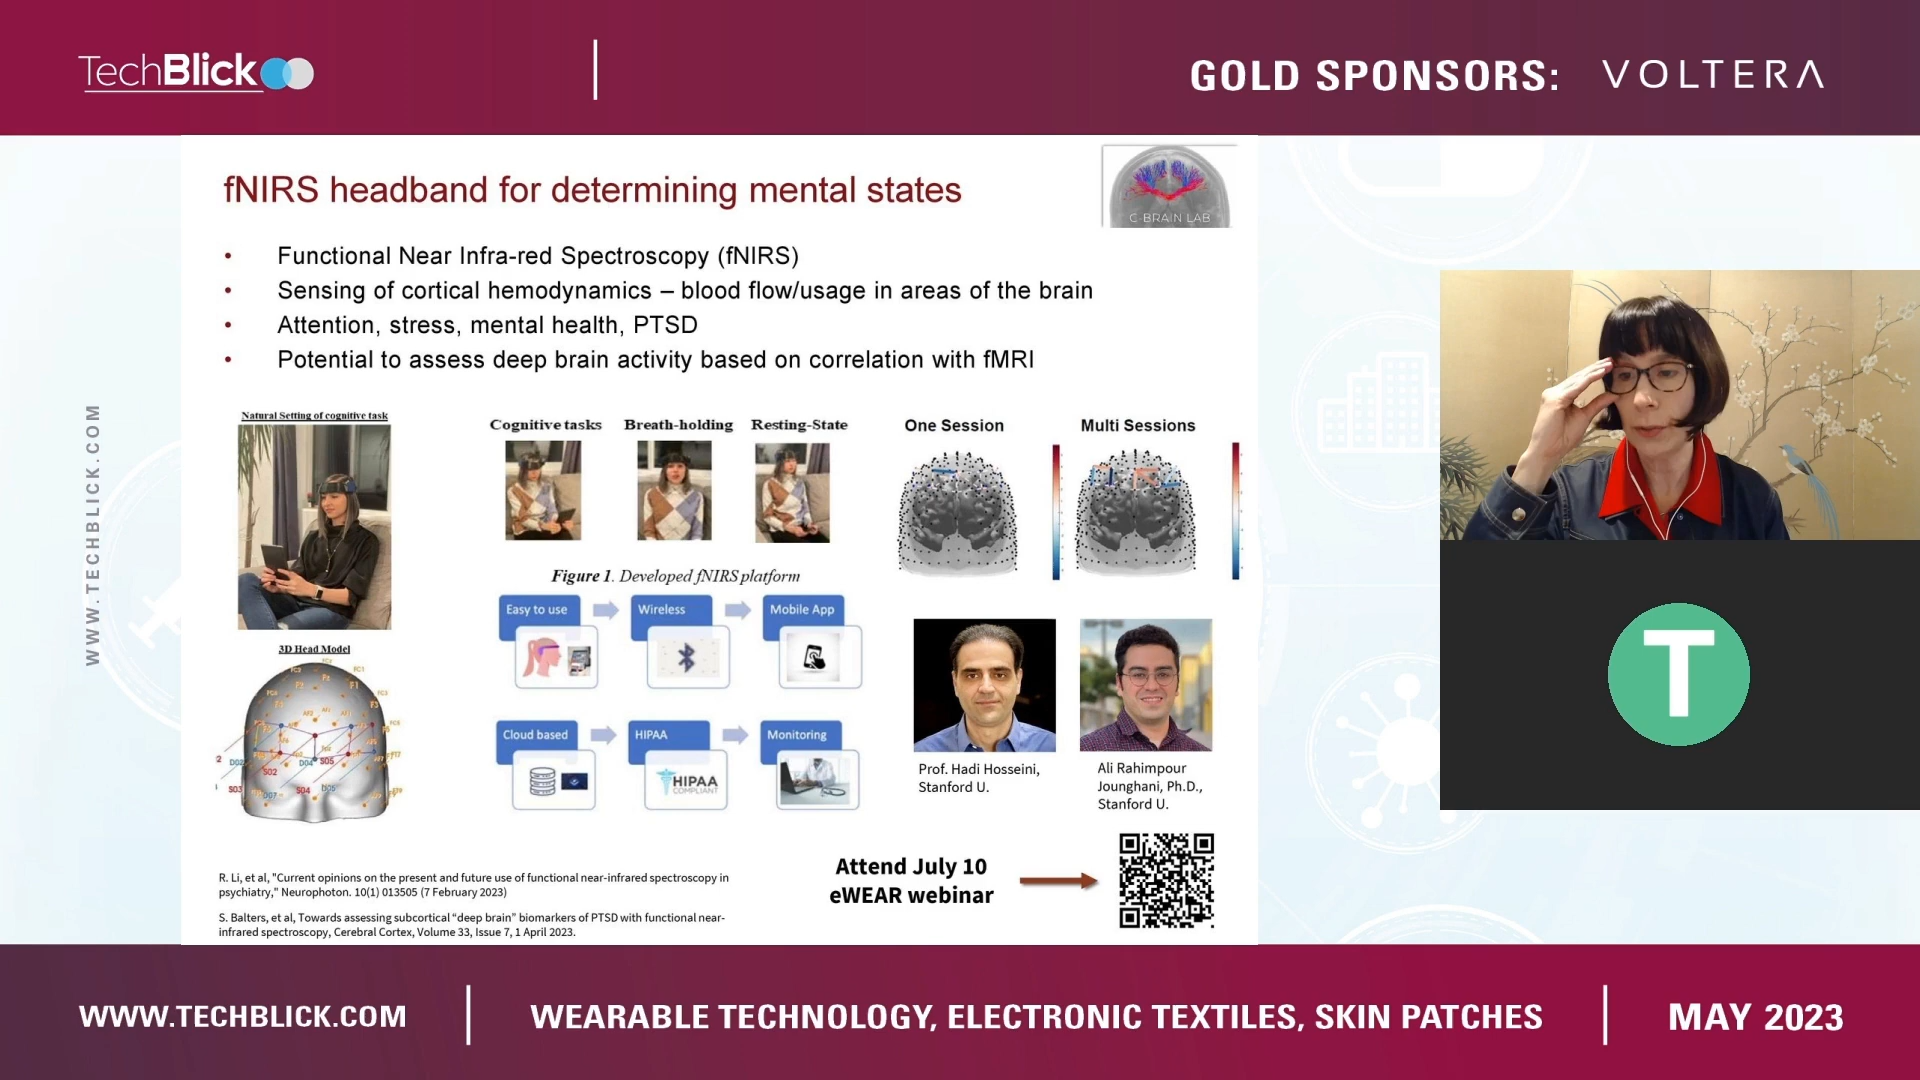 TechBlick
GOLD SPONSORS: VOLTERA
WWW.TECHBLICK.COM
fNIRS headband for determining mental states
C-BRAIN LAB
• Functional Near Infra-red Spectroscopy (fNIRS)
• Sensing of cortical hemodynamics – blood flow/usage in areas of the brain
• Attention, stress, mental health, PTSD
• Potential to assess deep brain activity based on correlation with fMRI
Natural Setting of cognitive task
Cognitive tasks Breath-holding Resting-State
One Session Multi Sessions
Figure 1. Developed fNIRS platform
Easy to use Wireless Mobile App
3D Head Model
Cloud based HIPAA Monitoring
HIPAA
COMPLIANT
S02
S03
S04
S05
Prof. Hadi Hosseini,
Stanford U.
Ali Rahimpour
Jounghani, Ph.D.,
Stanford U.
Attend July 10
eWEAR webinar
R. Li, et al, "Current opinions on the present and future use of functional near-infrared spectroscopy in
psychiatry," Neurophoton. 10(1) 013505 (7 February 2023)
S. Balters, et al, Towards assessing subcortical “deep brain” biomarkers of PTSD with functional near-
infrared spectroscopy, Cerebral Cortex, Volume 33, Issue 7, 1 April 2023.
T
WWW.TECHBLICK.COM
WEARABLE TECHNOLOGY, ELECTRONIC TEXTILES, SKIN PATCHES
MAY 2023